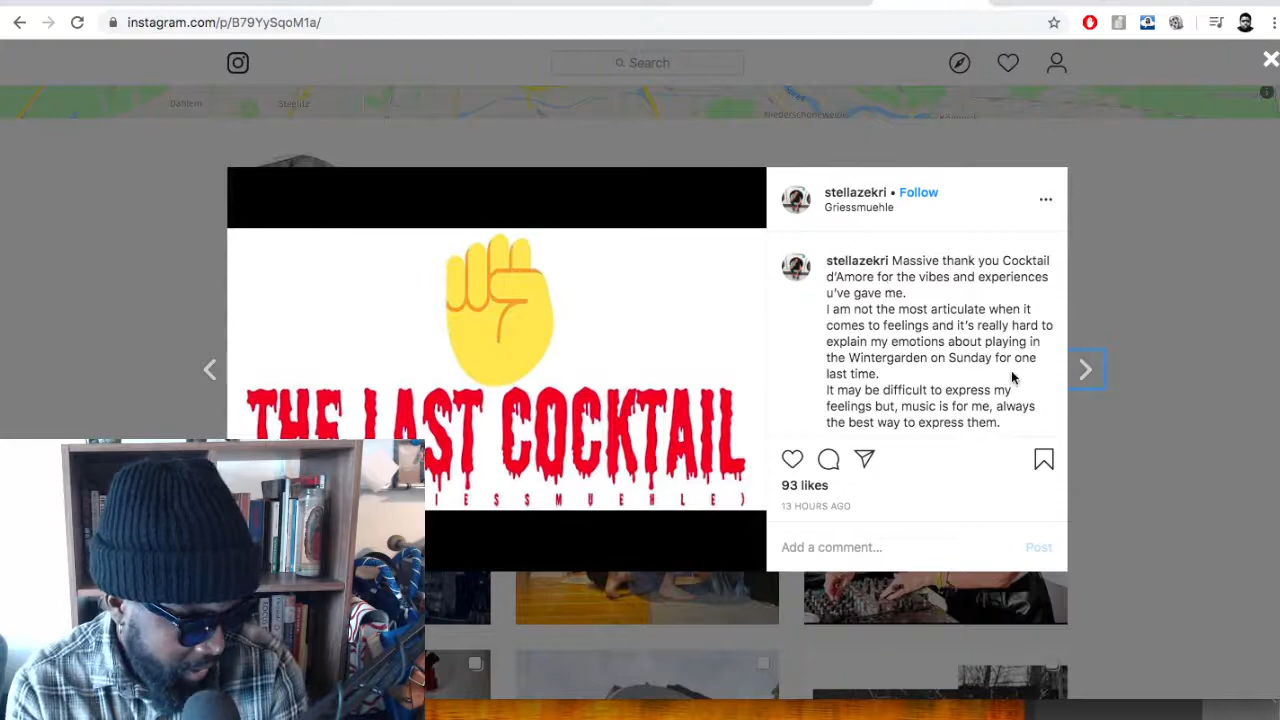 instagram.com/p/B79YySqoM1a/
Search
Dahlem
Steglitz
Niederschöneweide
stellazekri • Follow
Griessmuehle
stellazekri Massive thank you Cocktail
d'Amore for the vibes and experiences
u've gave me.
I am not the most articulate when it
comes to feelings and it's really hard to
explain my emotions about playing in
the Wintergarden on Sunday for one
last time.
It may be difficult to express my
feelings but, music is for me, always
the best way to express them.
THE LAST COCKTAIL
IESSMUEHLE)
93 likes
13 HOURS AGO
Add a comment...
Post